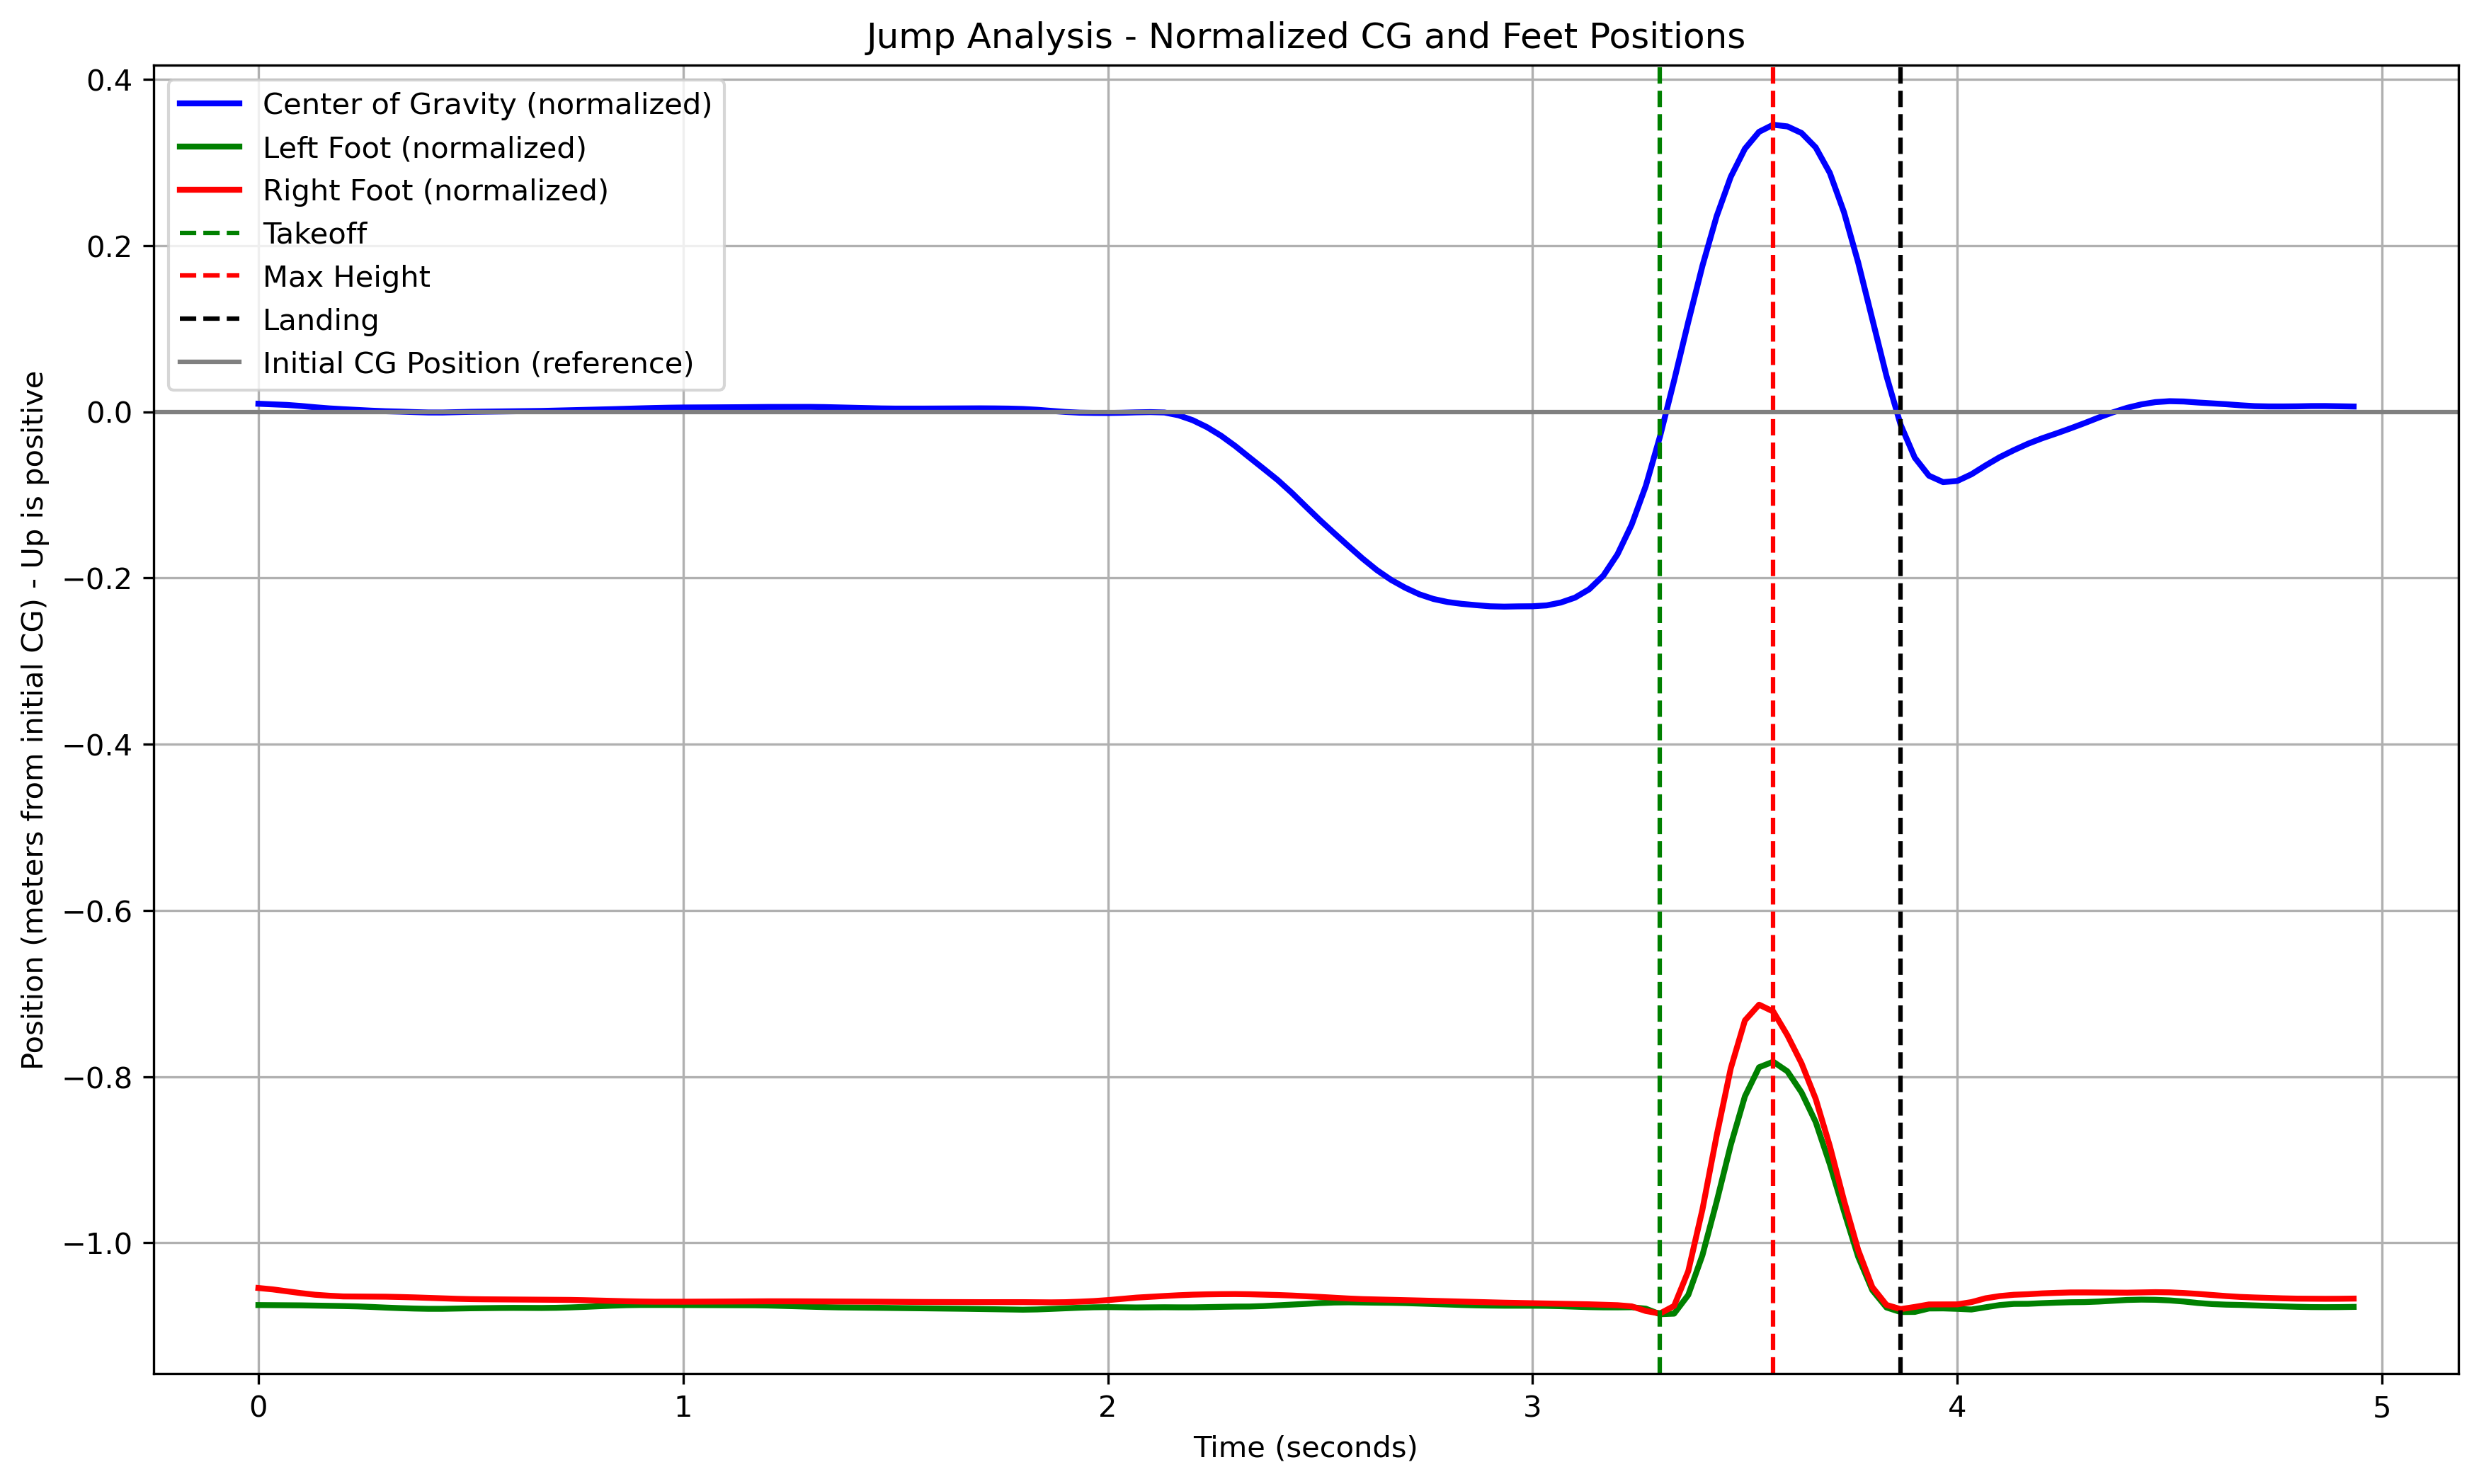 Jump Analysis - Normalized CG and Feet Positions
Center of Gravity (normalized)
Left Foot (normalized)
Right Foot (normalized)
Takeoff
Max Height
Landing
Initial CG Position (reference)
Position (meters from initial CG) - Up is positive
0.4
0.2
0.0
−0.2
−0.4
−0.6
−0.8
−1.0
0
1
2
3
4
5
Time (seconds)